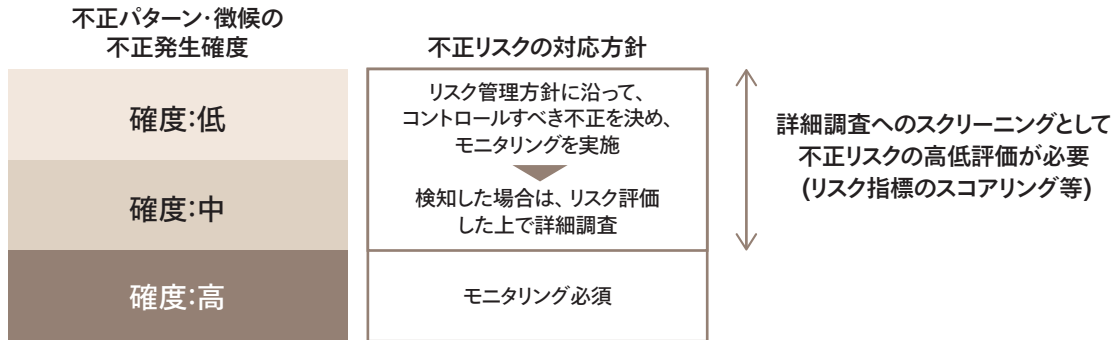 不正パターン・徴候の
不正発生確度
不正リスクの対応方針
確度:低
リスク管理方針に沿って、
コントロールすべき不正を決め、
モニタリングを実施
確度:中
検知した場合は、リスク評価
した上で詳細調査
確度:高
モニタリング必須
詳細調査へのスクリーニングとして
不正リスクの高低評価が必要
(リスク指標のスコアリング等)